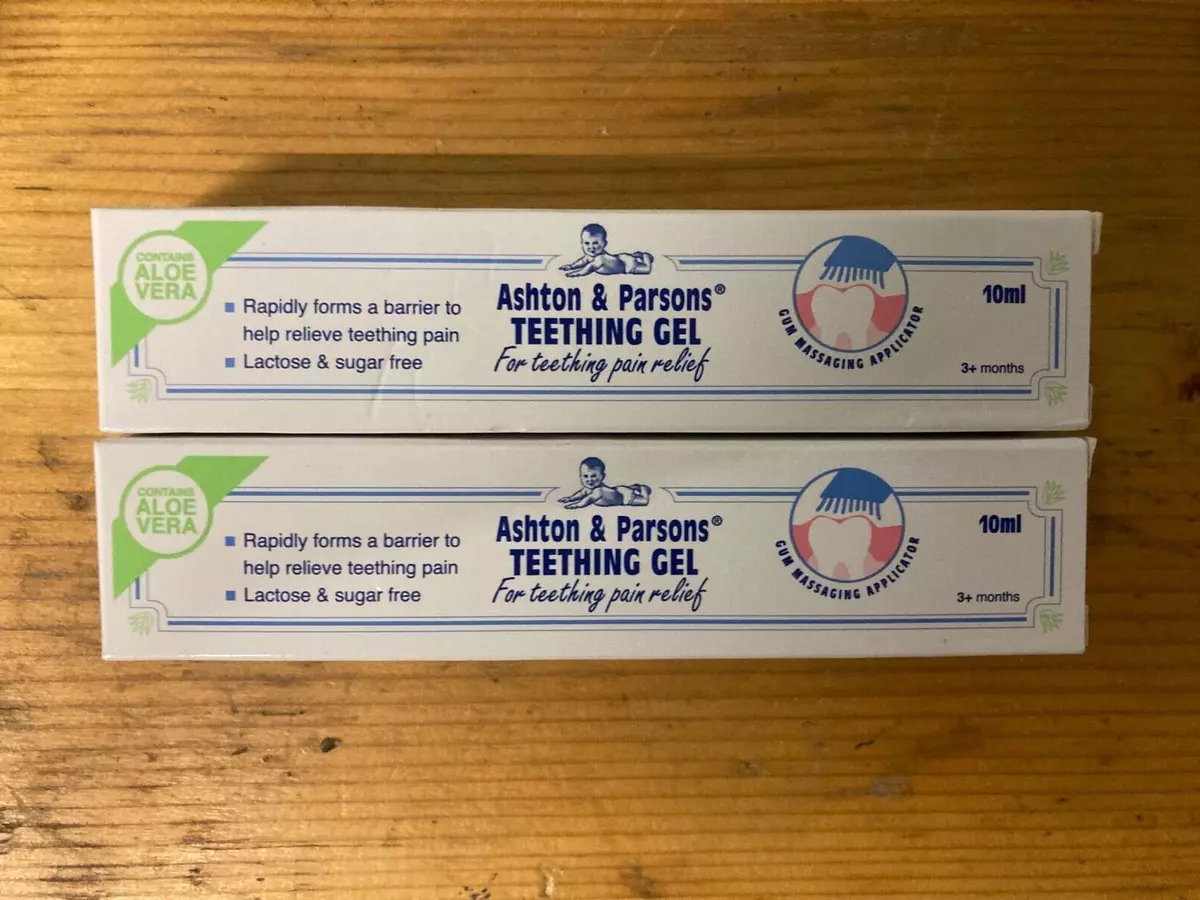 CONTAINS
ALOE
VERA
Rapidly forms a barrier to
help relieve teething pain
Lactose & sugar free
Ashton & Parsons®
TEETHING GEL
For teething pain relief
GUM MASSAGING APPLICATOR
10ml
3+ months
CONTAINS
ALOE
VERA
Rapidly forms a barrier to
help relieve teething pain
Lactose & sugar free
Ashton & Parsons®
TEETHING GEL
For teething pain relief
GUM MASSAGING APPLICATOR
10ml
3+ months